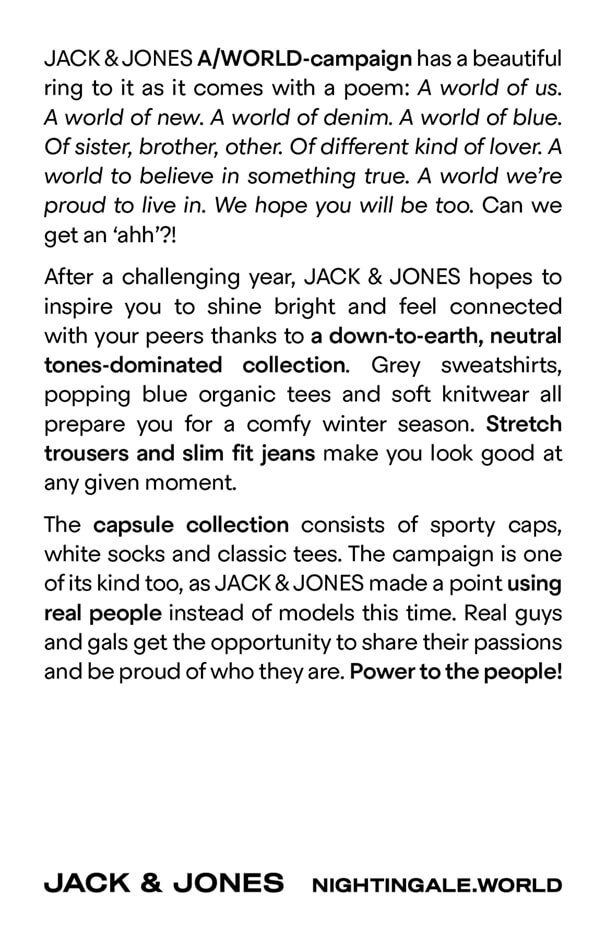 JACK & JONES A/WORLD-campaign has a beautiful
ring to it as it comes with a poem: A world of us.
A world of new. A world of denim. A world of blue.
Of sister, brother, other. Of different kind of lover. A
world to believe in something true. A world we’re
proud to live in. We hope you will be too. Can we
get an ‘ahh’?!
After a challenging year, JACK & JONES hopes to
inspire you to shine bright and feel connected
with your peers thanks to a down-to-earth, neutral
tones-dominated collection. Grey sweatshirts,
popping blue organic tees and soft knitwear all
prepare you for a comfy winter season. Stretch
trousers and slim fit jeans make you look good at
any given moment.
The capsule collection consists of sporty caps,
white socks and classic tees. The campaign is one
of its kind too, as JACK & JONES made a point using
real people instead of models this time. Real guys
and gals get the opportunity to share their passions
and be proud of who they are. Power to the people!
JACK & JONES NIGHTINGALE.WORLD